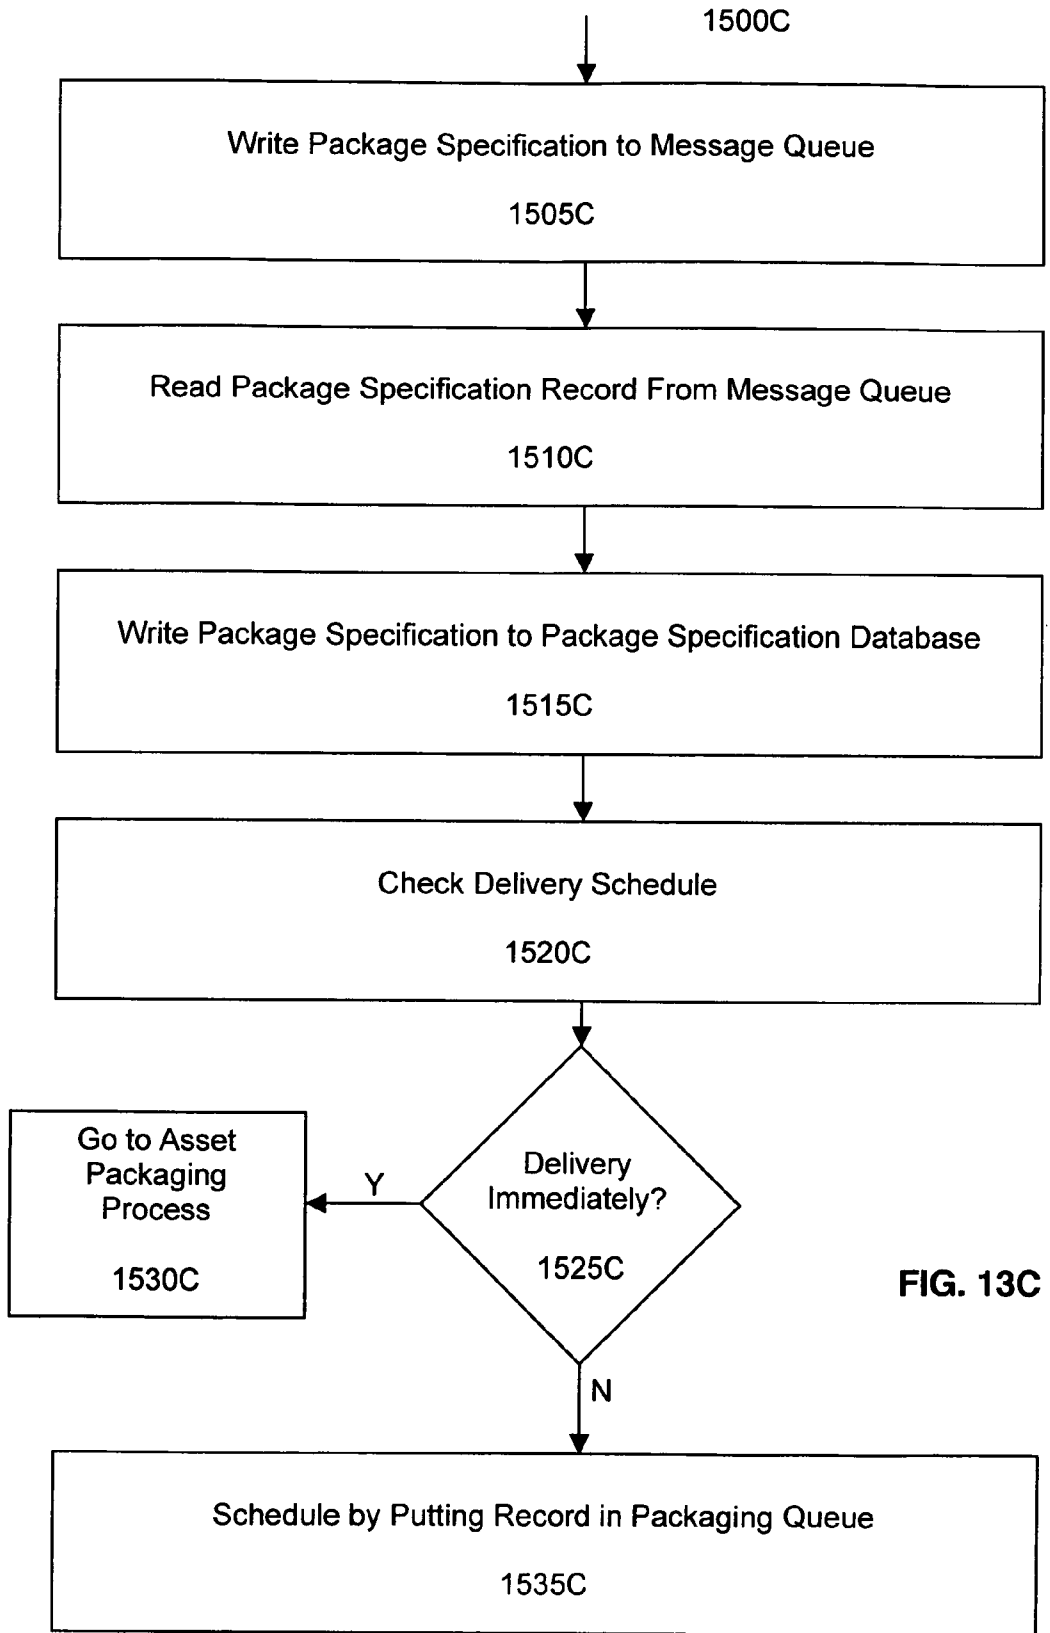 1500C
Write Package Specification to Message Queue
1505C
Read Package Specification Record From Message Queue
1510C
Write Package Specification to Package Specification Database
1515C
Check Delivery Schedule
1520C
Go to Asset
Packaging
Process
1530C
Y
Delivery
Immediately?
1525C
FIG. 13C
N
Schedule by Putting Record in Packaging Queue
1535C